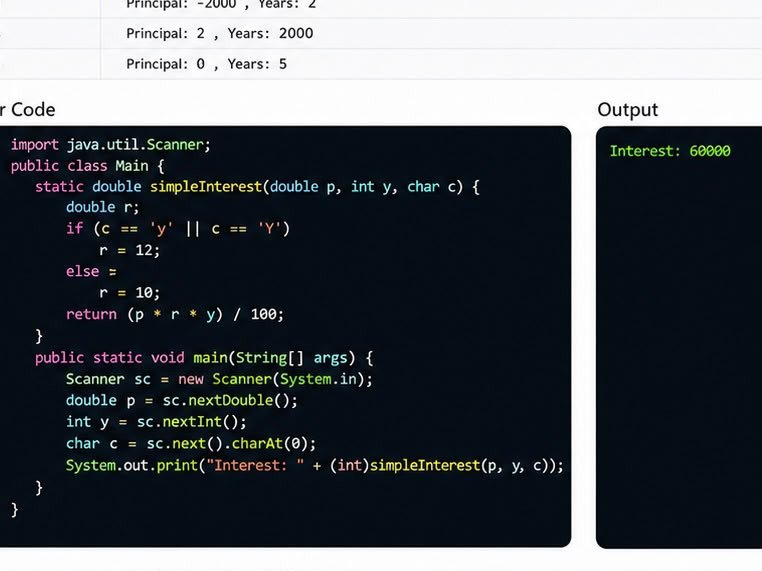 Principal: -2000 , Years: 2
Principal: 2 , Years: 2000
Principal: 0 , Years: 5
r Code
Output
import java.util.Scanner;
public class Main {
static double simpleInterest(double p, int y, char c) {
double r;
if (c == 'y' || c == 'Y')
r = 12;
else =
r = 10;
return (p * r * y) / 100;
}
public static void main(String[] args) {
Scanner sc = new Scanner(System.in);
double p = sc.nextDouble();
int y = sc.nextInt();
char c = sc.next().charAt(0);
System.out.print("Interest: " + (int)simpleInterest(p, y, c));
}
}
Interest: 60000